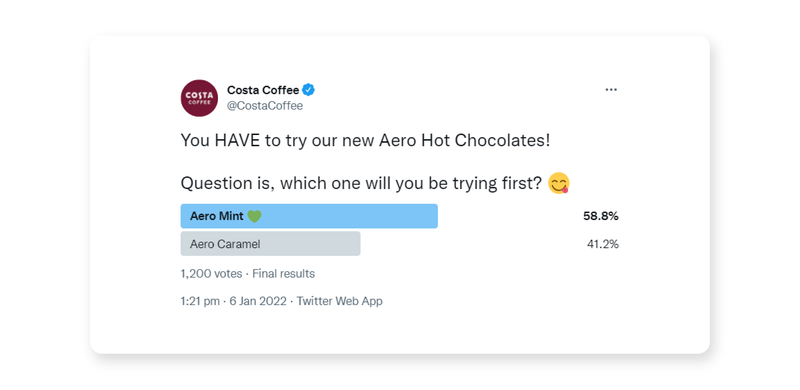 COSTA
COFFEE
Costa Coffee
@CostaCoffee
You HAVE to try our new Aero Hot Chocolates!
Question is, which one will you be trying first? 😋
Aero Mint 💚 58.8%
Aero Caramel 41.2%
1,200 votes · Final results
1:21 pm · 6 Jan 2022 · Twitter Web App